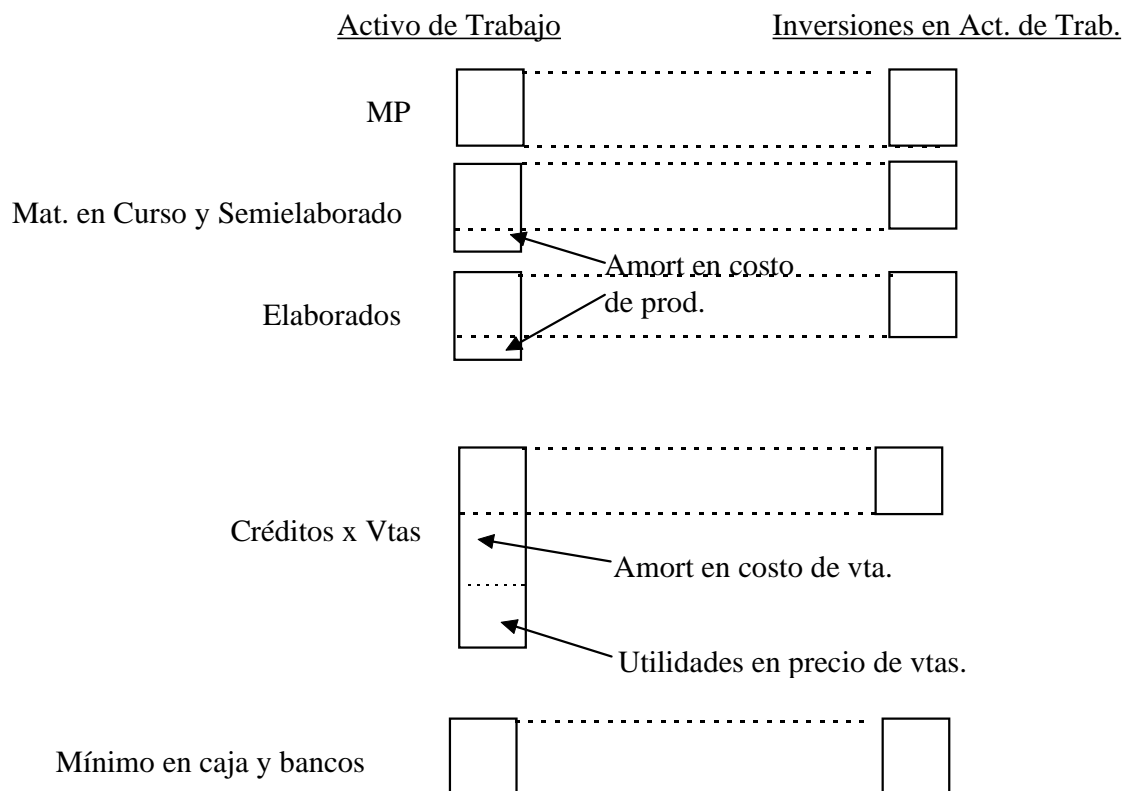 Activo de Trabajo
Inversiones en Act. de Trab.
MP
Mat. en Curso y Semielaborado
Amort en costo
de prod.
Elaborados
Créditos x Vtas
Amort en costo de vta.
Utilidades en precio de vtas.
Mínimo en caja y bancos